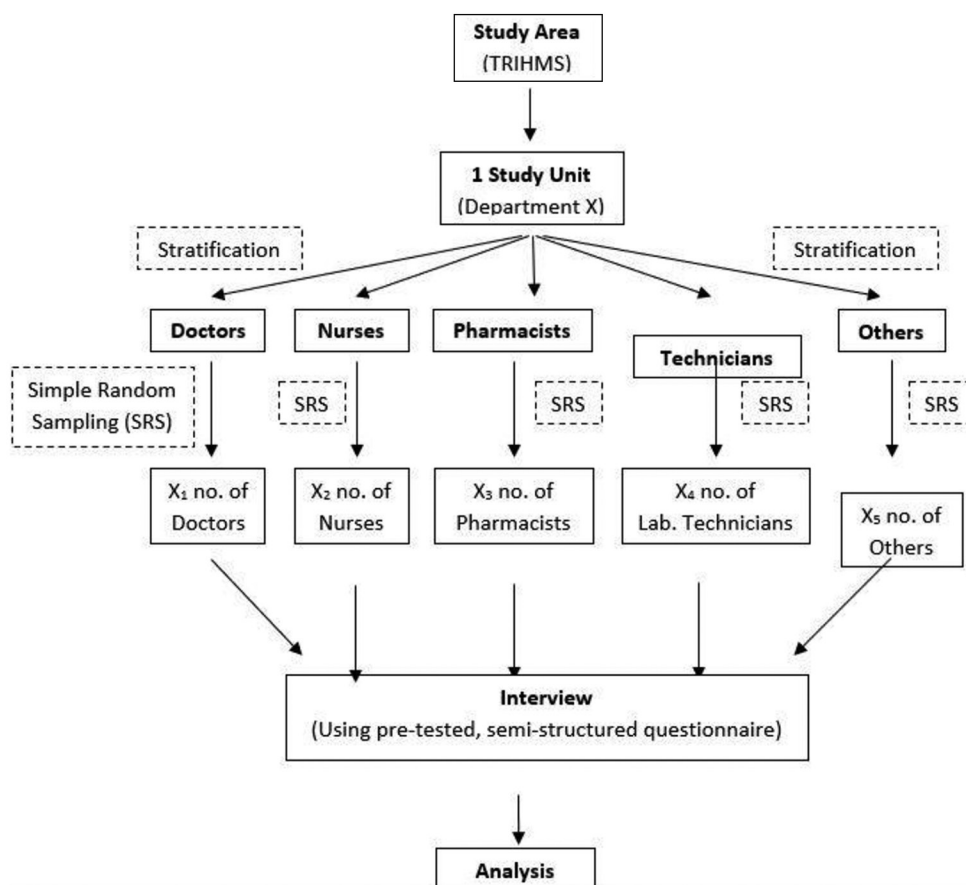 Study Area
(TRIHMS)
1 Study Unit
(Department X)
Stratification
Stratification
Doctors
Nurses
Pharmacists
Technicians
Others
Simple Random
Sampling (SRS)
SRS
SRS
SRS
SRS
X₁ no. of
Doctors
X₂ no. of
Nurses
X₃ no. of
Pharmacists
X₄ no. of
Lab. Technicians
X₅ no. of
Others
Interview
(Using pre-tested, semi-structured questionnaire)
Analysis